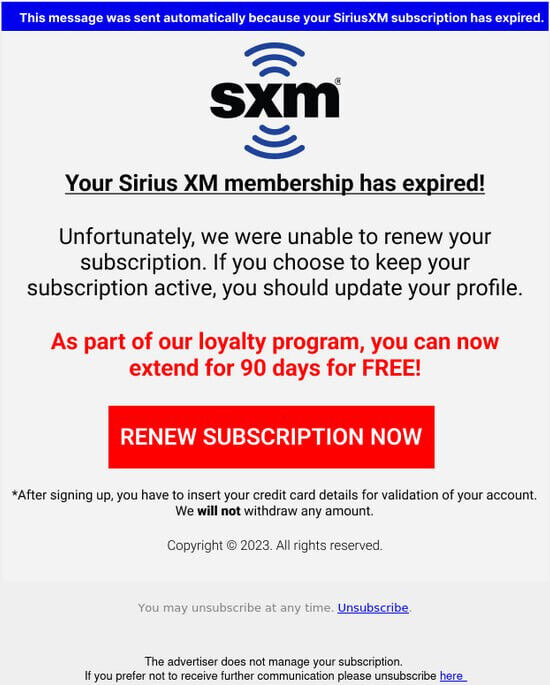 This message was sent automatically because your SiriusXM subscription has expired.
sxm®
Your Sirius XM membership has expired!
Unfortunately, we were unable to renew your
subscription. If you choose to keep your
subscription active, you should update your profile.
As part of our loyalty program, you can now
extend for 90 days for FREE!
RENEW SUBSCRIPTION NOW
*After signing up, you have to insert your credit card details for validation of your account.
We will not withdraw any amount.
Copyright © 2023. All rights reserved.
You may unsubscribe at any time. Unsubscribe.
The advertiser does not manage your subscription.
If you prefer not to receive further communication please unsubscribe here